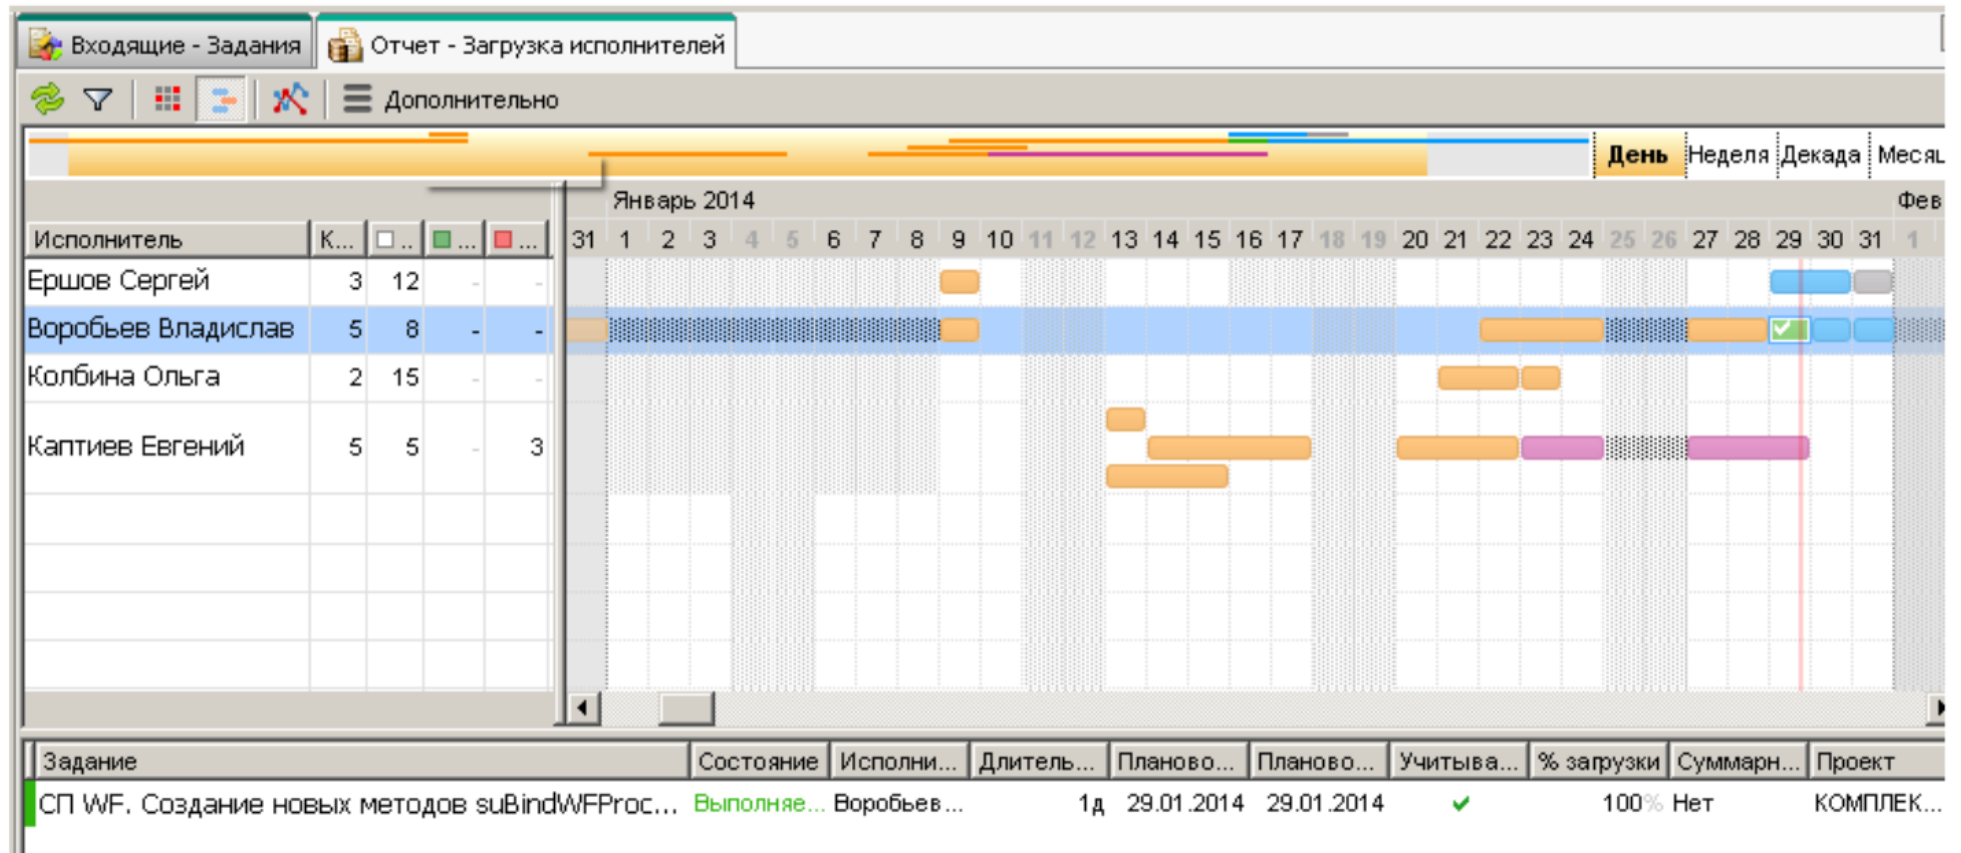 Входящие - Задания Отчет - Загрузка исполнителей
Дополнительно
День Неделя Декада Месяц
Январь 2014 Фев
Исполнитель К... .. ... ... 31 1 2 3 4 5 6 7 8 9 10 11 12 13 14 15 16 17 18 19 20 21 22 23 24 25 26 27 28 29 30 31 1
Ершов Сергей 3 12 - -
Воробьев Владислав 5 8 - -
Колбина Ольга 2 15 - -
Каптиев Евгений 5 5 - 3
Задание Состояние Исполни... Длитель... Планово... Планово... Учитыва... % загрузки Суммарн... Проект
СП WF. Создание новых методов suBindWFProc... Выполняе... Воробьев... 1д 29.01.2014 29.01.2014 100% Нет КОМПЛЕК...